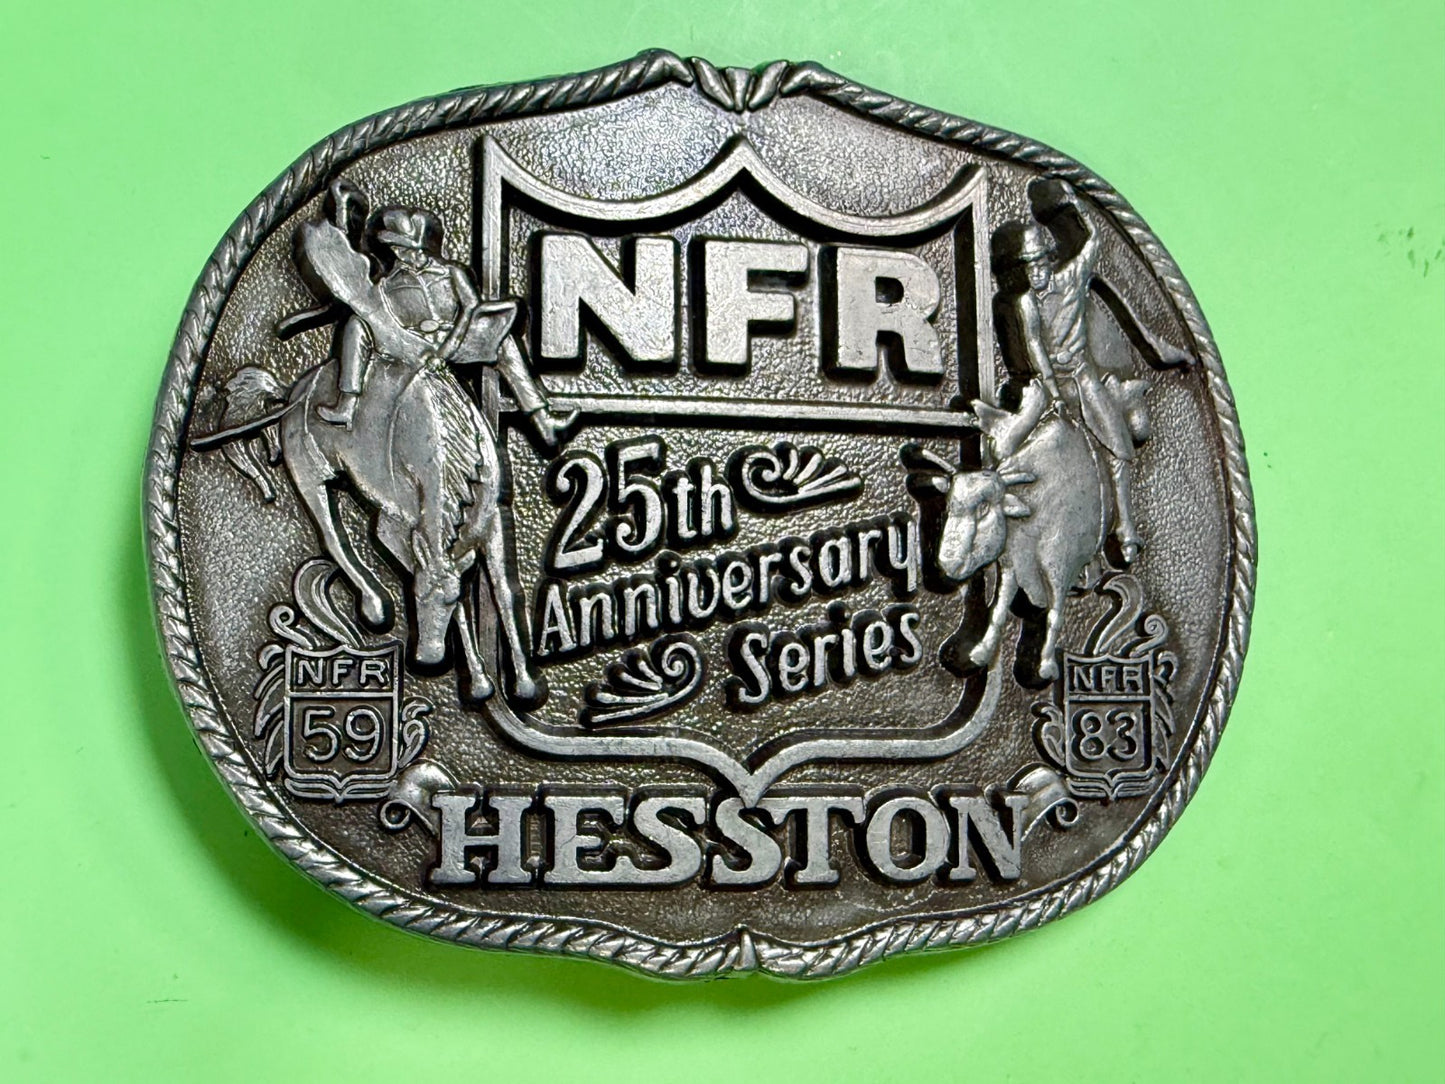 NFR
25th
Anniversary
Series
NFR
59
NFR
83
HESSTON